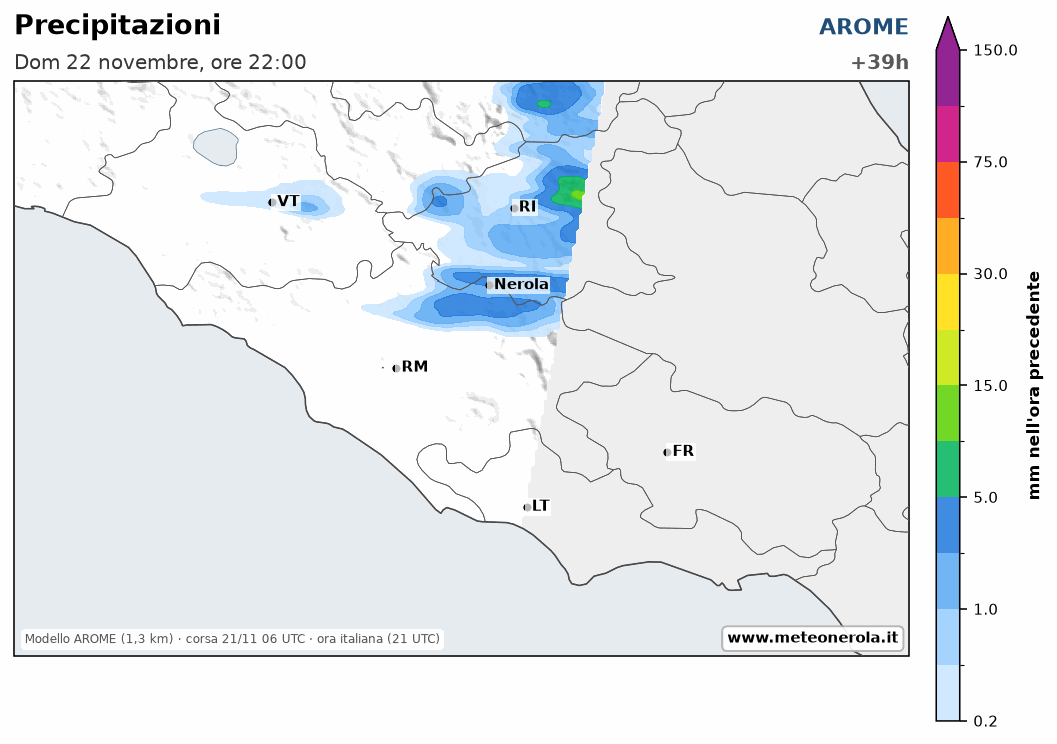 Precipitazioni
AROME
Dom 22 novembre, ore 22:00
+39h
150.0
75.0
30.0
15.0
5.0
1.0
0.2
mm nell'ora precedente
VT
RI
Nerola
RM
FR
LT
Modello AROME (1,3 km) · corsa 21/11 06 UTC · ora italiana (21 UTC)
www.meteonerola.it